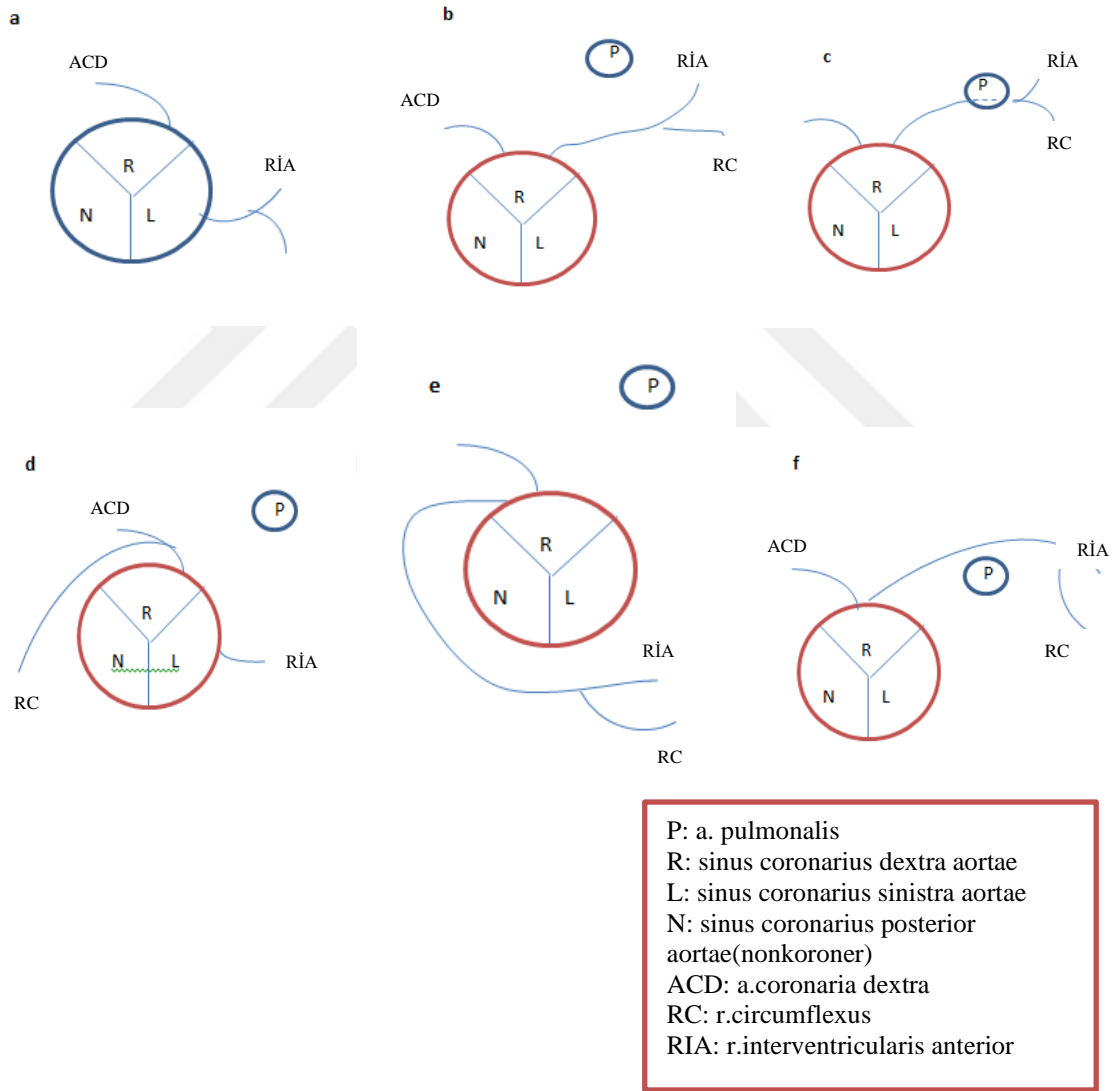 a
ACD
R
N
L
RİA
b
P
RİA
ACD
RC
R
N
L
c
RİA
P
RC
R
N
L
d
ACD
P
R
N
L
RİA
RC
e
P
R
N
L
RİA
RC
f
ACD
RİA
P
RC
R
N
L
P: a. pulmonalis
R: sinus coronarius dextra aortae
L: sinus coronarius sinistra aortae
N: sinus coronarius posterior
aortae(nonkoroner)
ACD: a.coronaria dextra
RC: r.circumflexus
RIA: r.interventricularis anterior